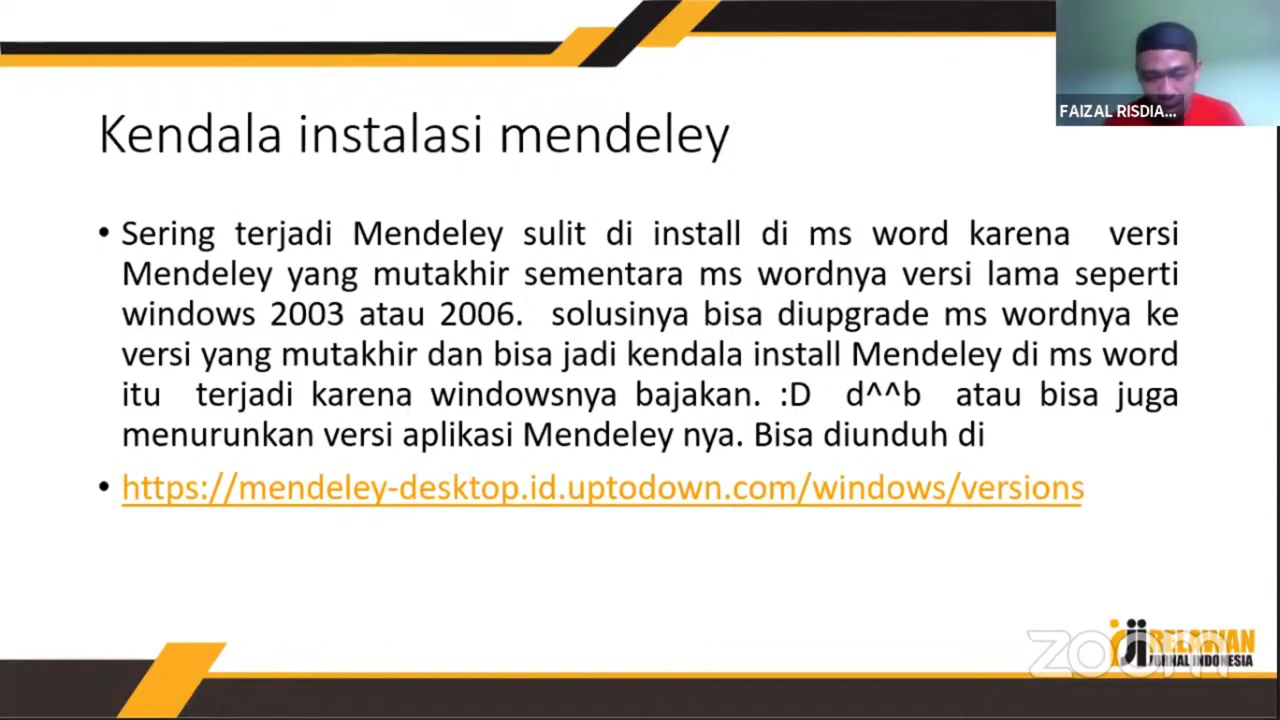 FAIZAL RISDIA...
Kendala instalasi mendeley
• Sering terjadi Mendeley sulit di install di ms word karena versi
Mendeley yang mutakhir sementara ms wordnya versi lama seperti
windows 2003 atau 2006. solusinya bisa diupgrade ms wordnya ke
versi yang mutakhir dan bisa jadi kendala install Mendeley di ms word
itu terjadi karena windowsnya bajakan. :D d^^b atau bisa juga
menurunkan versi aplikasi Mendeley nya. Bisa diunduh di
• https://mendeley-desktop.id.uptodown.com/windows/versions
zoom
RELAWAN
JURNAL INDONESIA